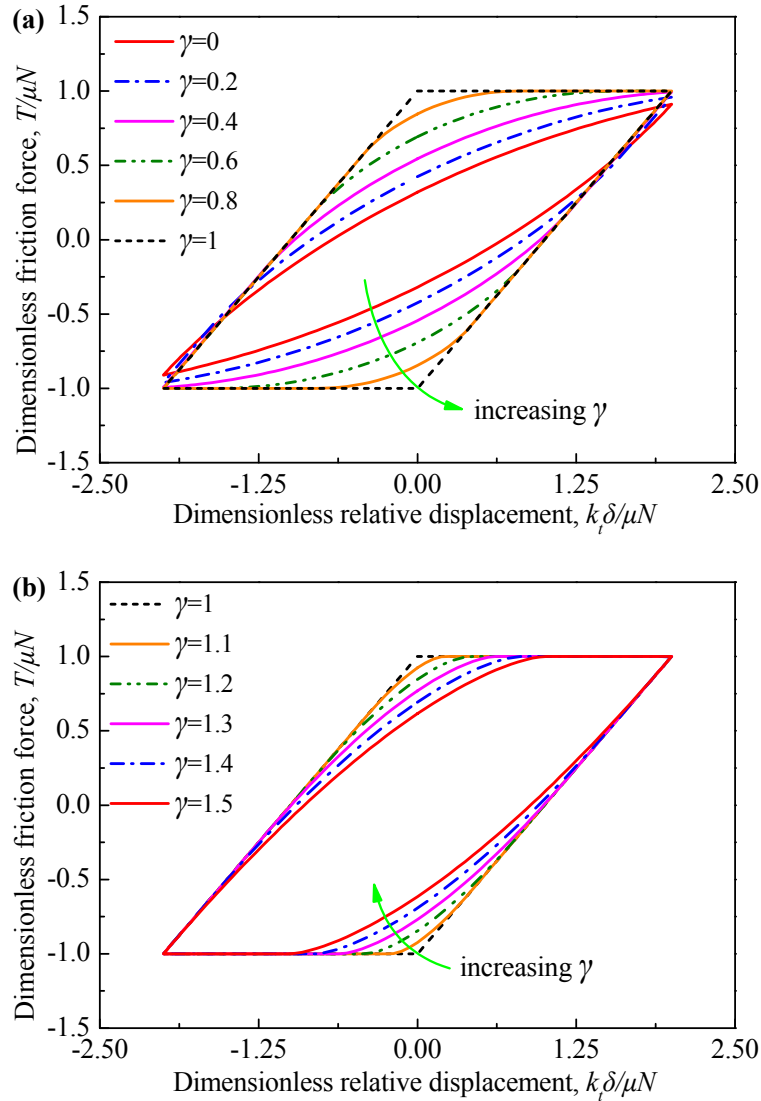 (a)
1.5
1.0
0.5
0.0
-0.5
-1.0
-1.5
Dimensionless friction force, T/μN
γ=0
γ=0.2
γ=0.4
γ=0.6
γ=0.8
γ=1
increasing γ
-2.50 -1.25 0.00 1.25 2.50
Dimensionless relative displacement, kₜδ/μN
(b)
1.5
1.0
0.5
0.0
-0.5
-1.0
-1.5
Dimensionless friction force, T/μN
γ=1
γ=1.1
γ=1.2
γ=1.3
γ=1.4
γ=1.5
increasing γ
-2.50 -1.25 0.00 1.25 2.50
Dimensionless relative displacement, kₜδ/μN